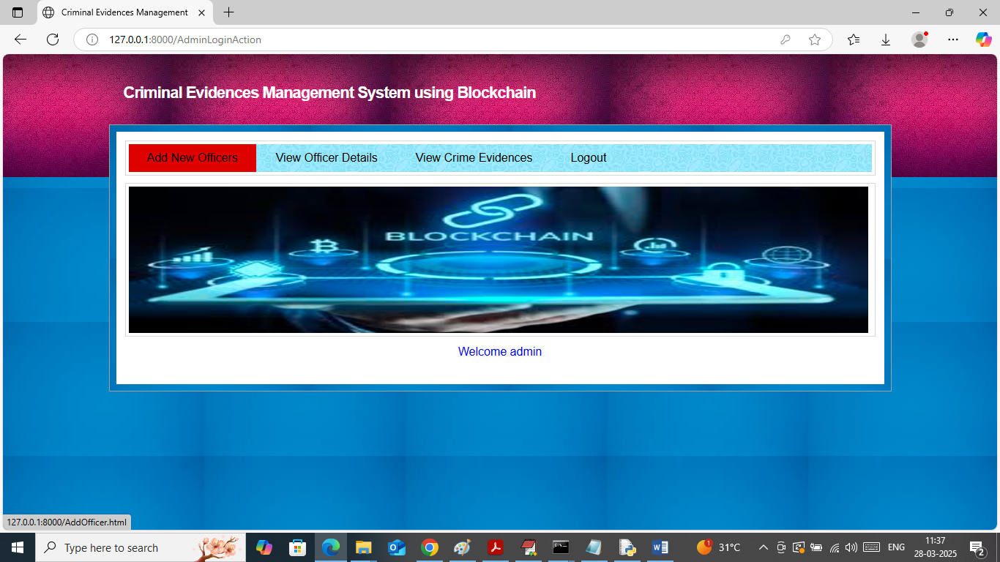 Criminal Evidences Management
127.0.0.1:8000/AdminLoginAction
Criminal Evidences Management System using Blockchain
Add New Officers View Officer Details View Crime Evidences Logout
BLOCKCHAIN
Welcome admin
127.0.0.1:8000/AddOfficer.html
Type here to search
1
31°C
ENG
11:37
28-03-2025
2